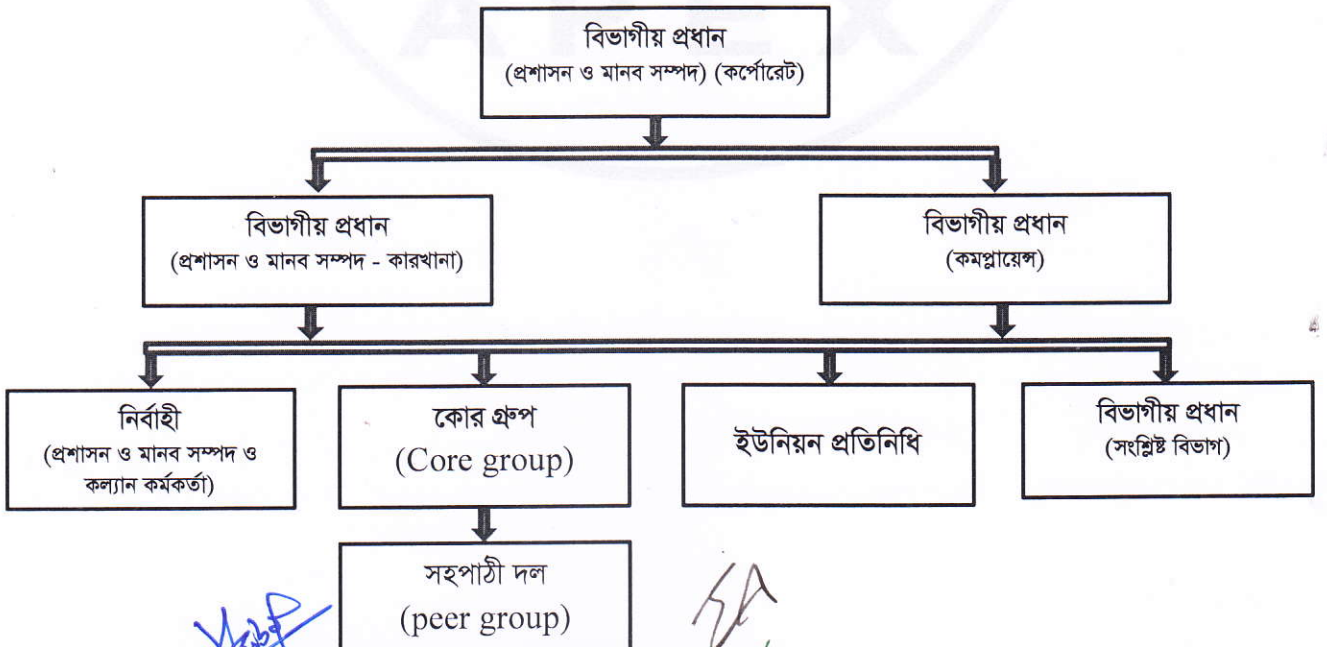 বিভাগীয় প্রধান
(প্রশাসন ও মানব সম্পদ) (কর্পোরেট)
বিভাগীয় প্রধান
(প্রশাসন ও মানব সম্পদ - কারখানা)
বিভাগীয় প্রধান
(কমপ্লায়েন্স)
নির্বাহী
(প্রশাসন ও মানব সম্পদ ও
কল্যান কর্মকর্তা)
কোর গ্রুপ
(Core group)
ইউনিয়ন প্রতিনিধি
বিভাগীয় প্রধান
(সংশ্লিষ্ট বিভাগ)
সহপাঠী দল
(peer group)